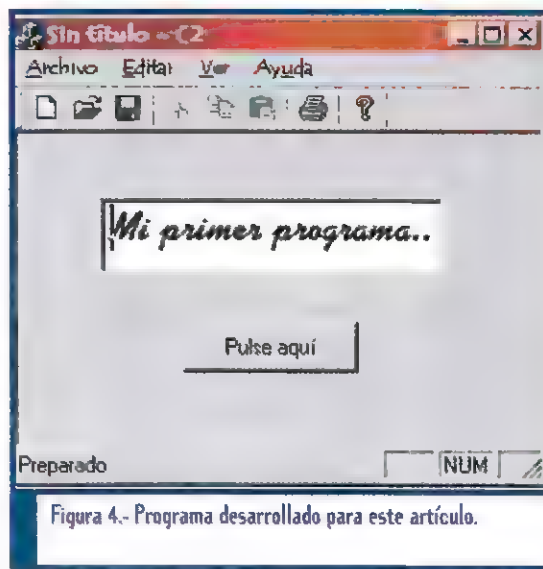 Sin título - C2
Archivo Editar Ver Ayuda
Mi primer programa..
Pulse aquí
Preparado NUM
Figura 4.- Programa desarrollado para este artículo.